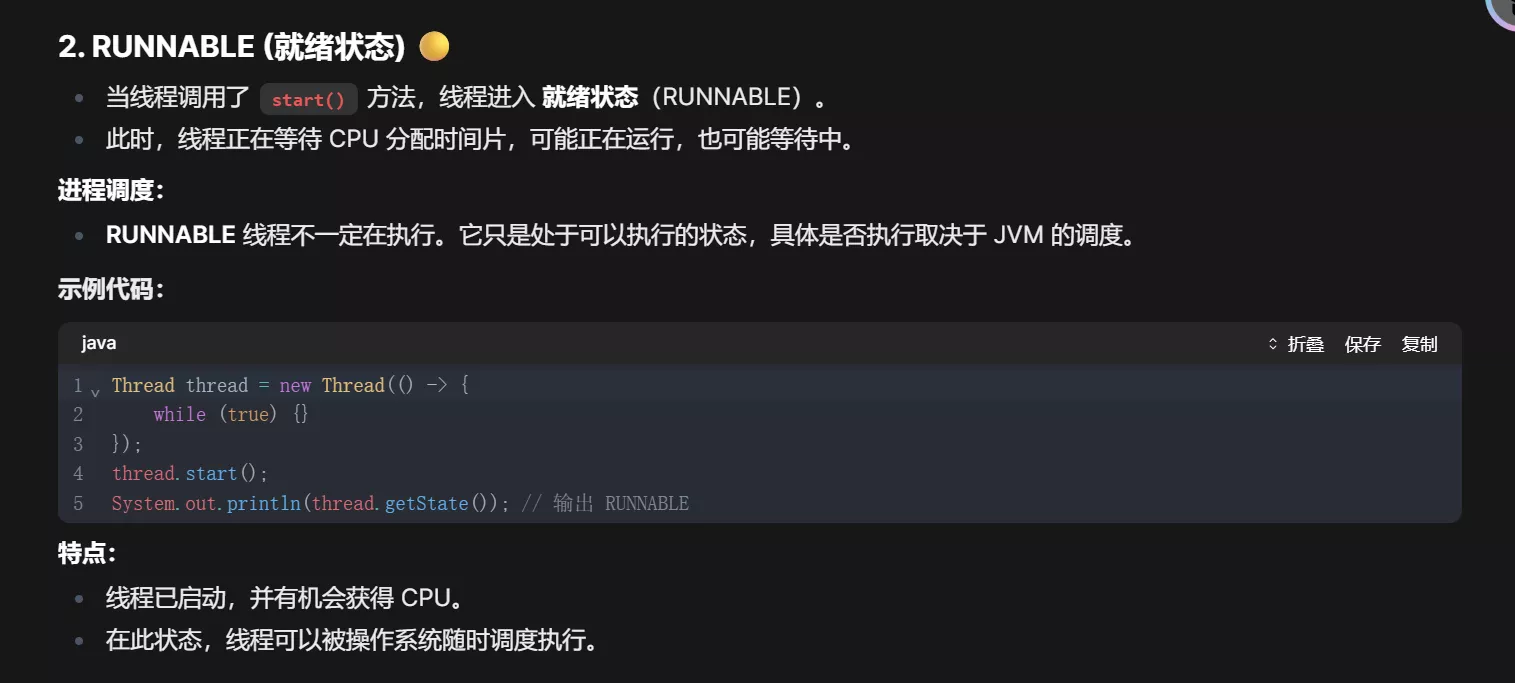 2. RUNNABLE (就绪状态) 🟡
当线程调用了 start() 方法，线程进入 就绪状态（RUNNABLE）。
此时，线程正在等待 CPU 分配时间片，可能正在运行，也可能等待中。
进程调度：
RUNNABLE 线程不一定在执行。它只是处于可以执行的状态，具体是否执行取决于 JVM 的调度。
示例代码：
java 折叠 保存 复制
1 Thread thread = new Thread(() -> {
2     while (true) {}
3 });
4 thread.start();
5 System.out.println(thread.getState()); // 输出 RUNNABLE
特点：
线程已启动，并有机会获得 CPU。
在此状态，线程可以被操作系统随时调度执行。